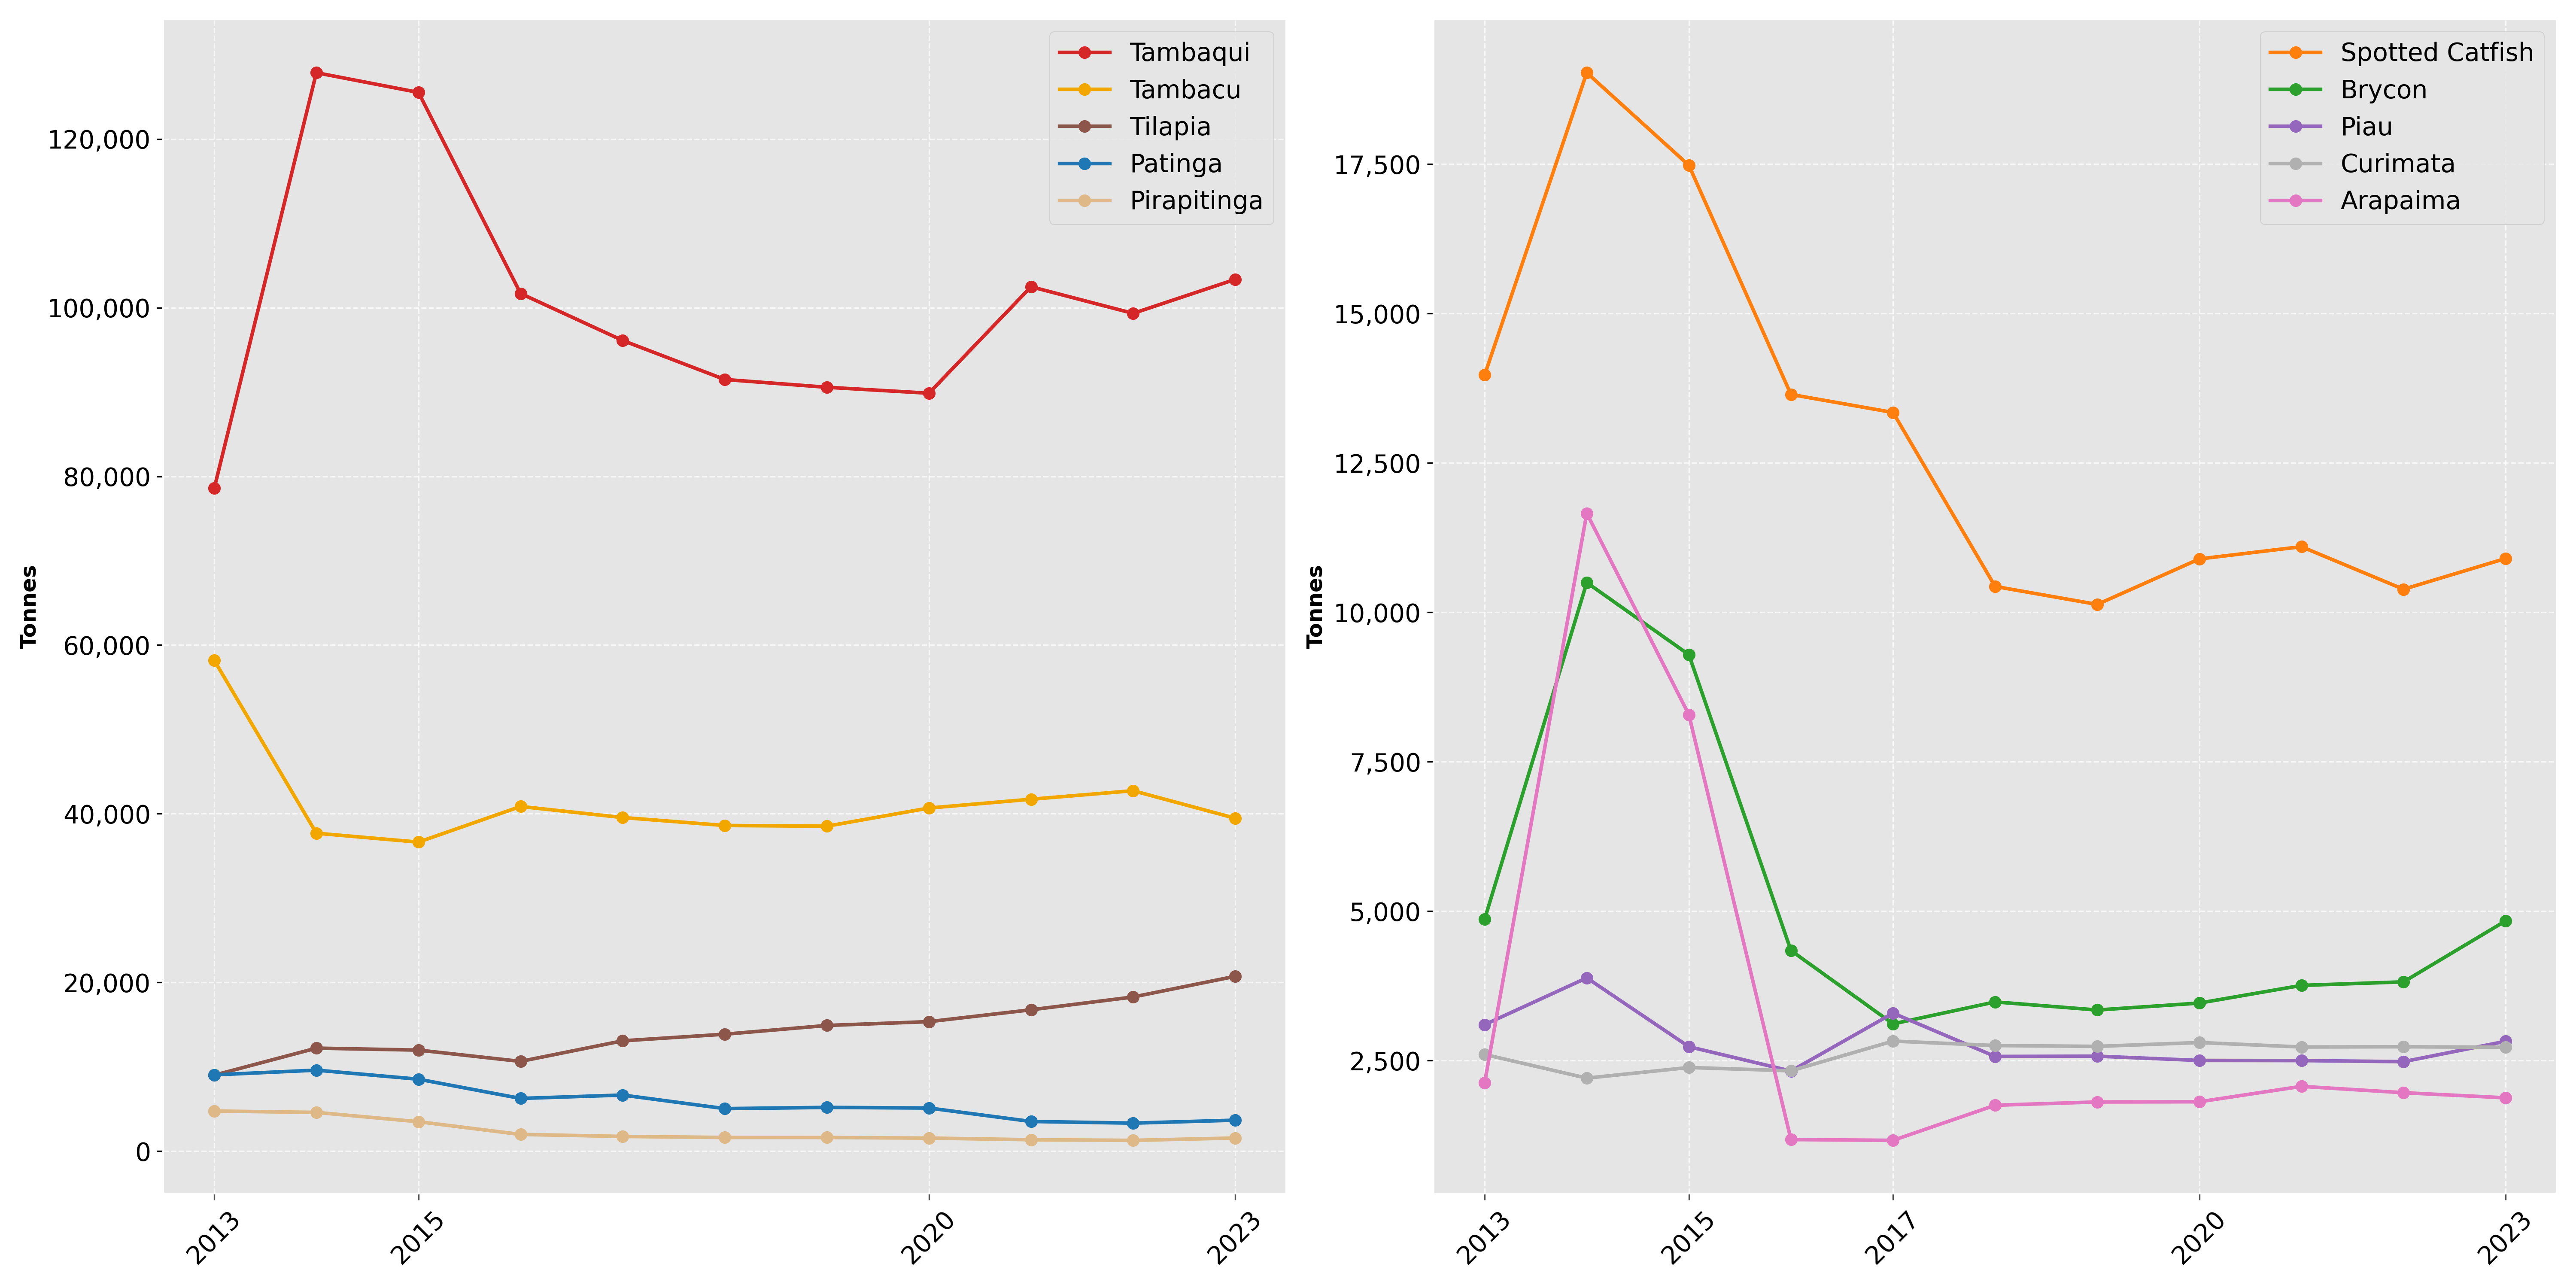 Tonnes
120,000
100,000
80,000
60,000
40,000
20,000
0
2013
2015
2020
2023
Tambaqui
Tambacu
Tilapia
Patinga
Pirapitinga
Tonnes
17,500
15,000
12,500
10,000
7,500
5,000
2,500
2013
2015
2017
2020
2023
Spotted Catfish
Brycon
Piau
Curimata
Arapaima